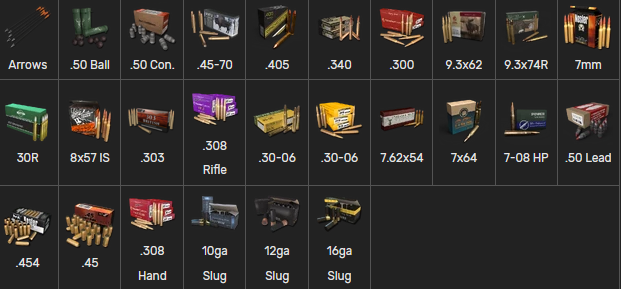 Arrows .50 Ball .50 Con. .45-70 .405 .340 .300 9.3x62 9.3x74R 7mm
30R 8x57 IS .303 .308 Rifle .30-06 .30-06 7.62x54 7x64 7-08 HP .50 Lead
.454 .45 .308 Hand 10ga Slug 12ga Slug 16ga Slug